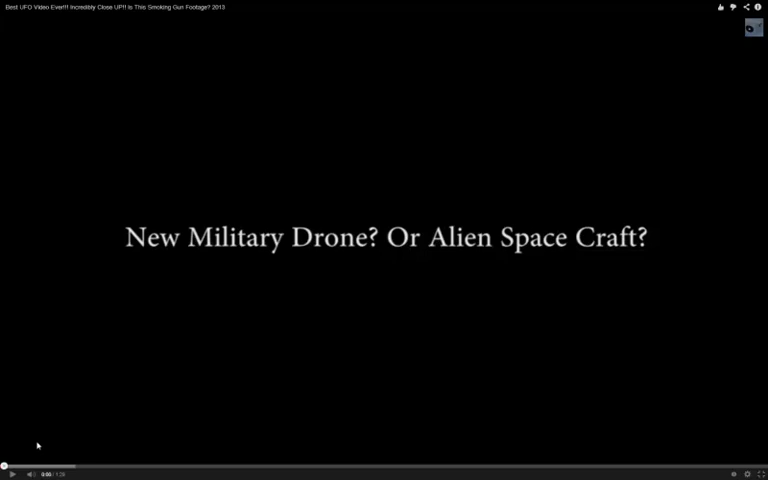 Best UFO Video Ever!!! Incredibly Close UP!! Is This Smoking Gun Footage? 2013
New Military Drone? Or Alien Space Craft?
0:00 / 1:28